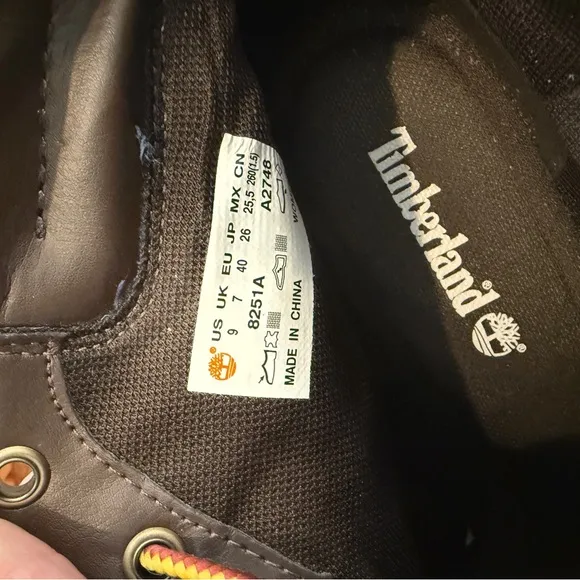 ® US UK EU JP MX CN
9 7 40 26 25,5 260(1.5)
8251A A2748
MADE IN CHINA
Timberland®